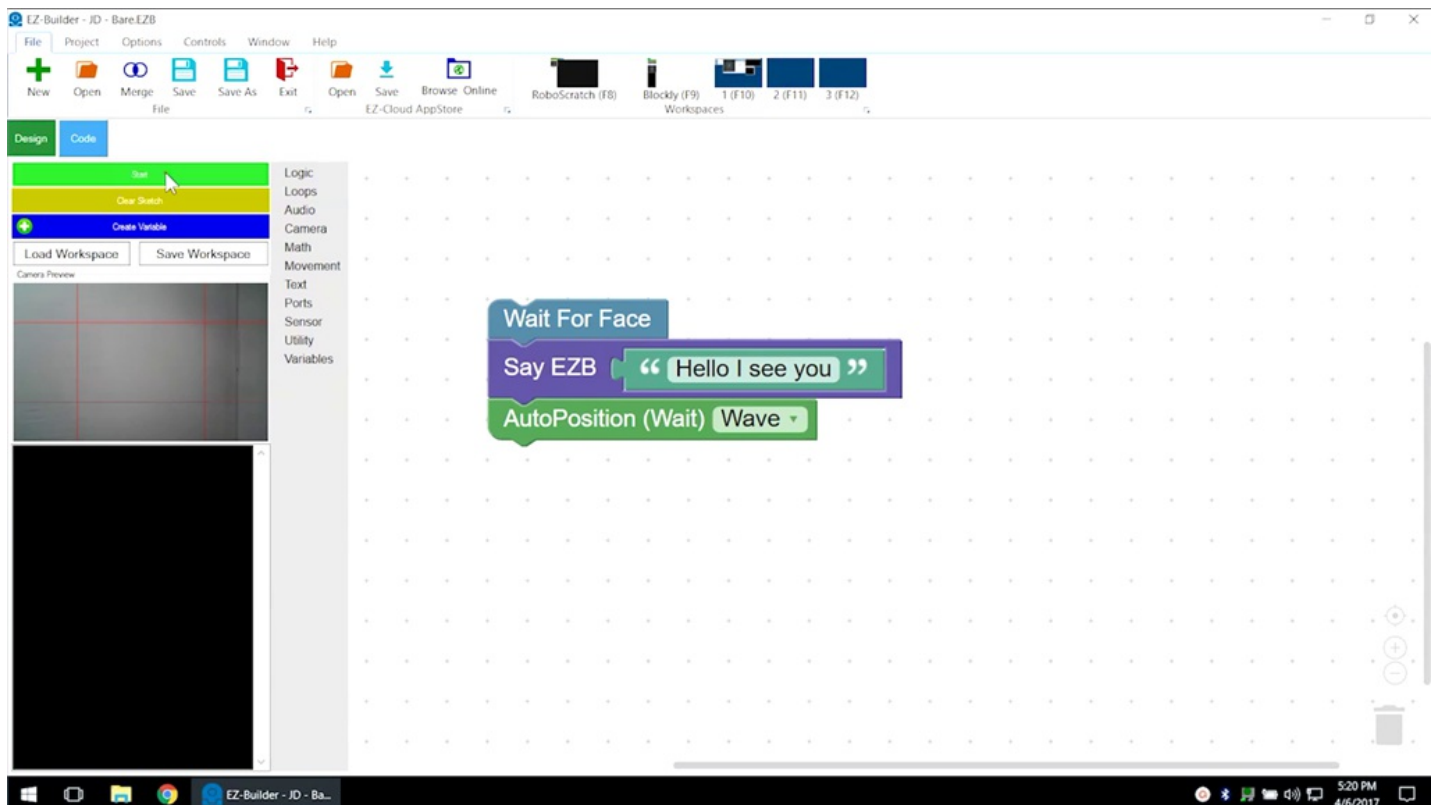 EZ-Builder - JD - Bare.EZB
File Project Options Controls Window Help
New Open Merge Save Save As Exit Open Save Browse Online RoboScratch (F8) Blockly (F9) 1 (F10) 2 (F11) 3 (F12)
File EZ-Cloud AppStore Workspaces
Design Code
Start
Clear Sketch
Create Variable
Load Workspace Save Workspace
Camera Preview
Logic
Loops
Audio
Camera
Math
Movement
Text
Ports
Sensor
Utility
Variables
Wait For Face
Say EZB “ Hello I see you ”
AutoPosition (Wait) Wave
EZ-Builder - JD - Ba...
5:20 PM
4/6/2017